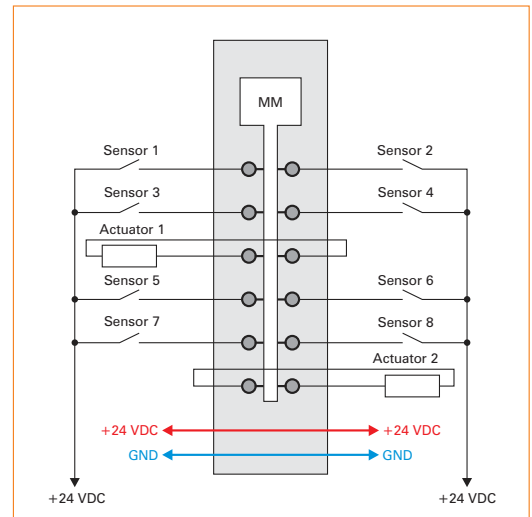 MM
Sensor 1
Sensor 2
Sensor 3
Sensor 4
Actuator 1
Sensor 5
Sensor 6
Sensor 7
Sensor 8
Actuator 2
+24 VDC
+24 VDC
GND
GND
+24 VDC
+24 VDC